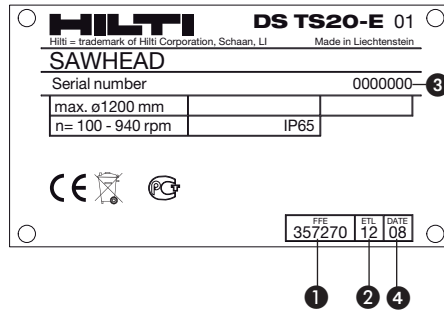 HILTI DS TS20-E 01
Hilti = trademark of Hilti Corporation, Schaan, LI Made in Liechtenstein
SAWHEAD
Serial number 0000000 3
max. ø1200 mm
n= 100 - 940 rpm IP65
CE PCT
FFE ETL DATE
357270 12 08
1 2 4